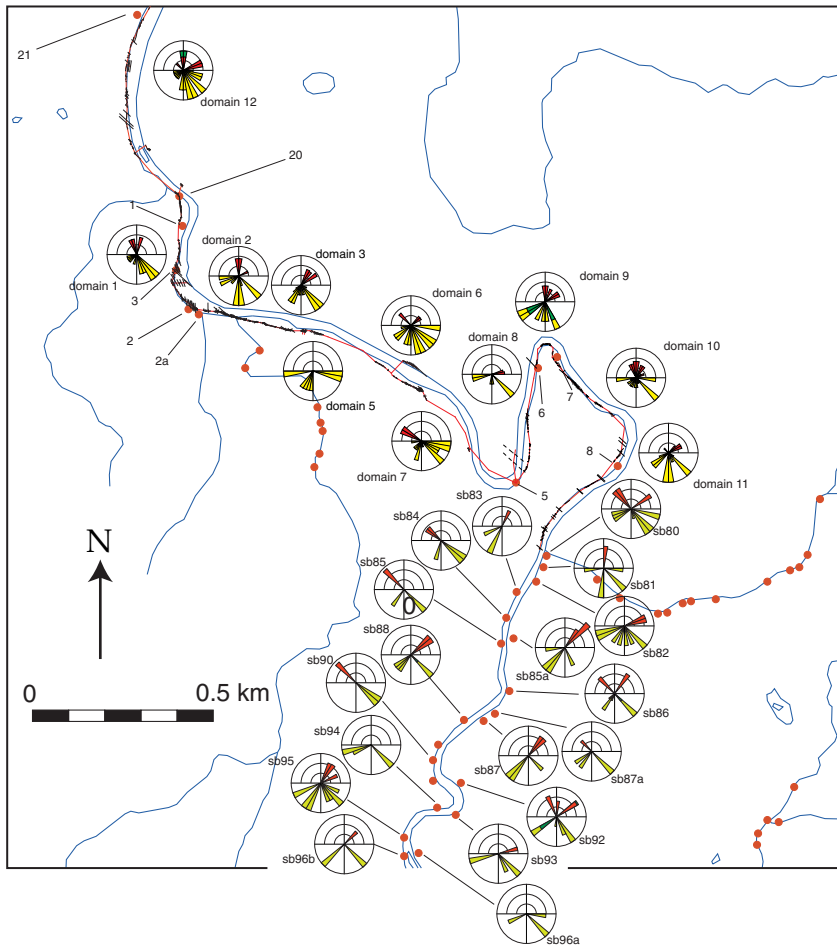 21
domain 12
20
1
domain 2
domain 3
domain 1
3
domain 6
domain 9
2
2a
domain 8
domain 10
domain 5
6
7
domain 7
8
5
domain 11
sb83
sb84
sb80
N
sb85
sb81
0
sb88
sb82
sb90
sb85a
0
0.5 km
sb86
sb94
sb95
sb87
sb87a
sb92
sb96b
sb93
sb96a